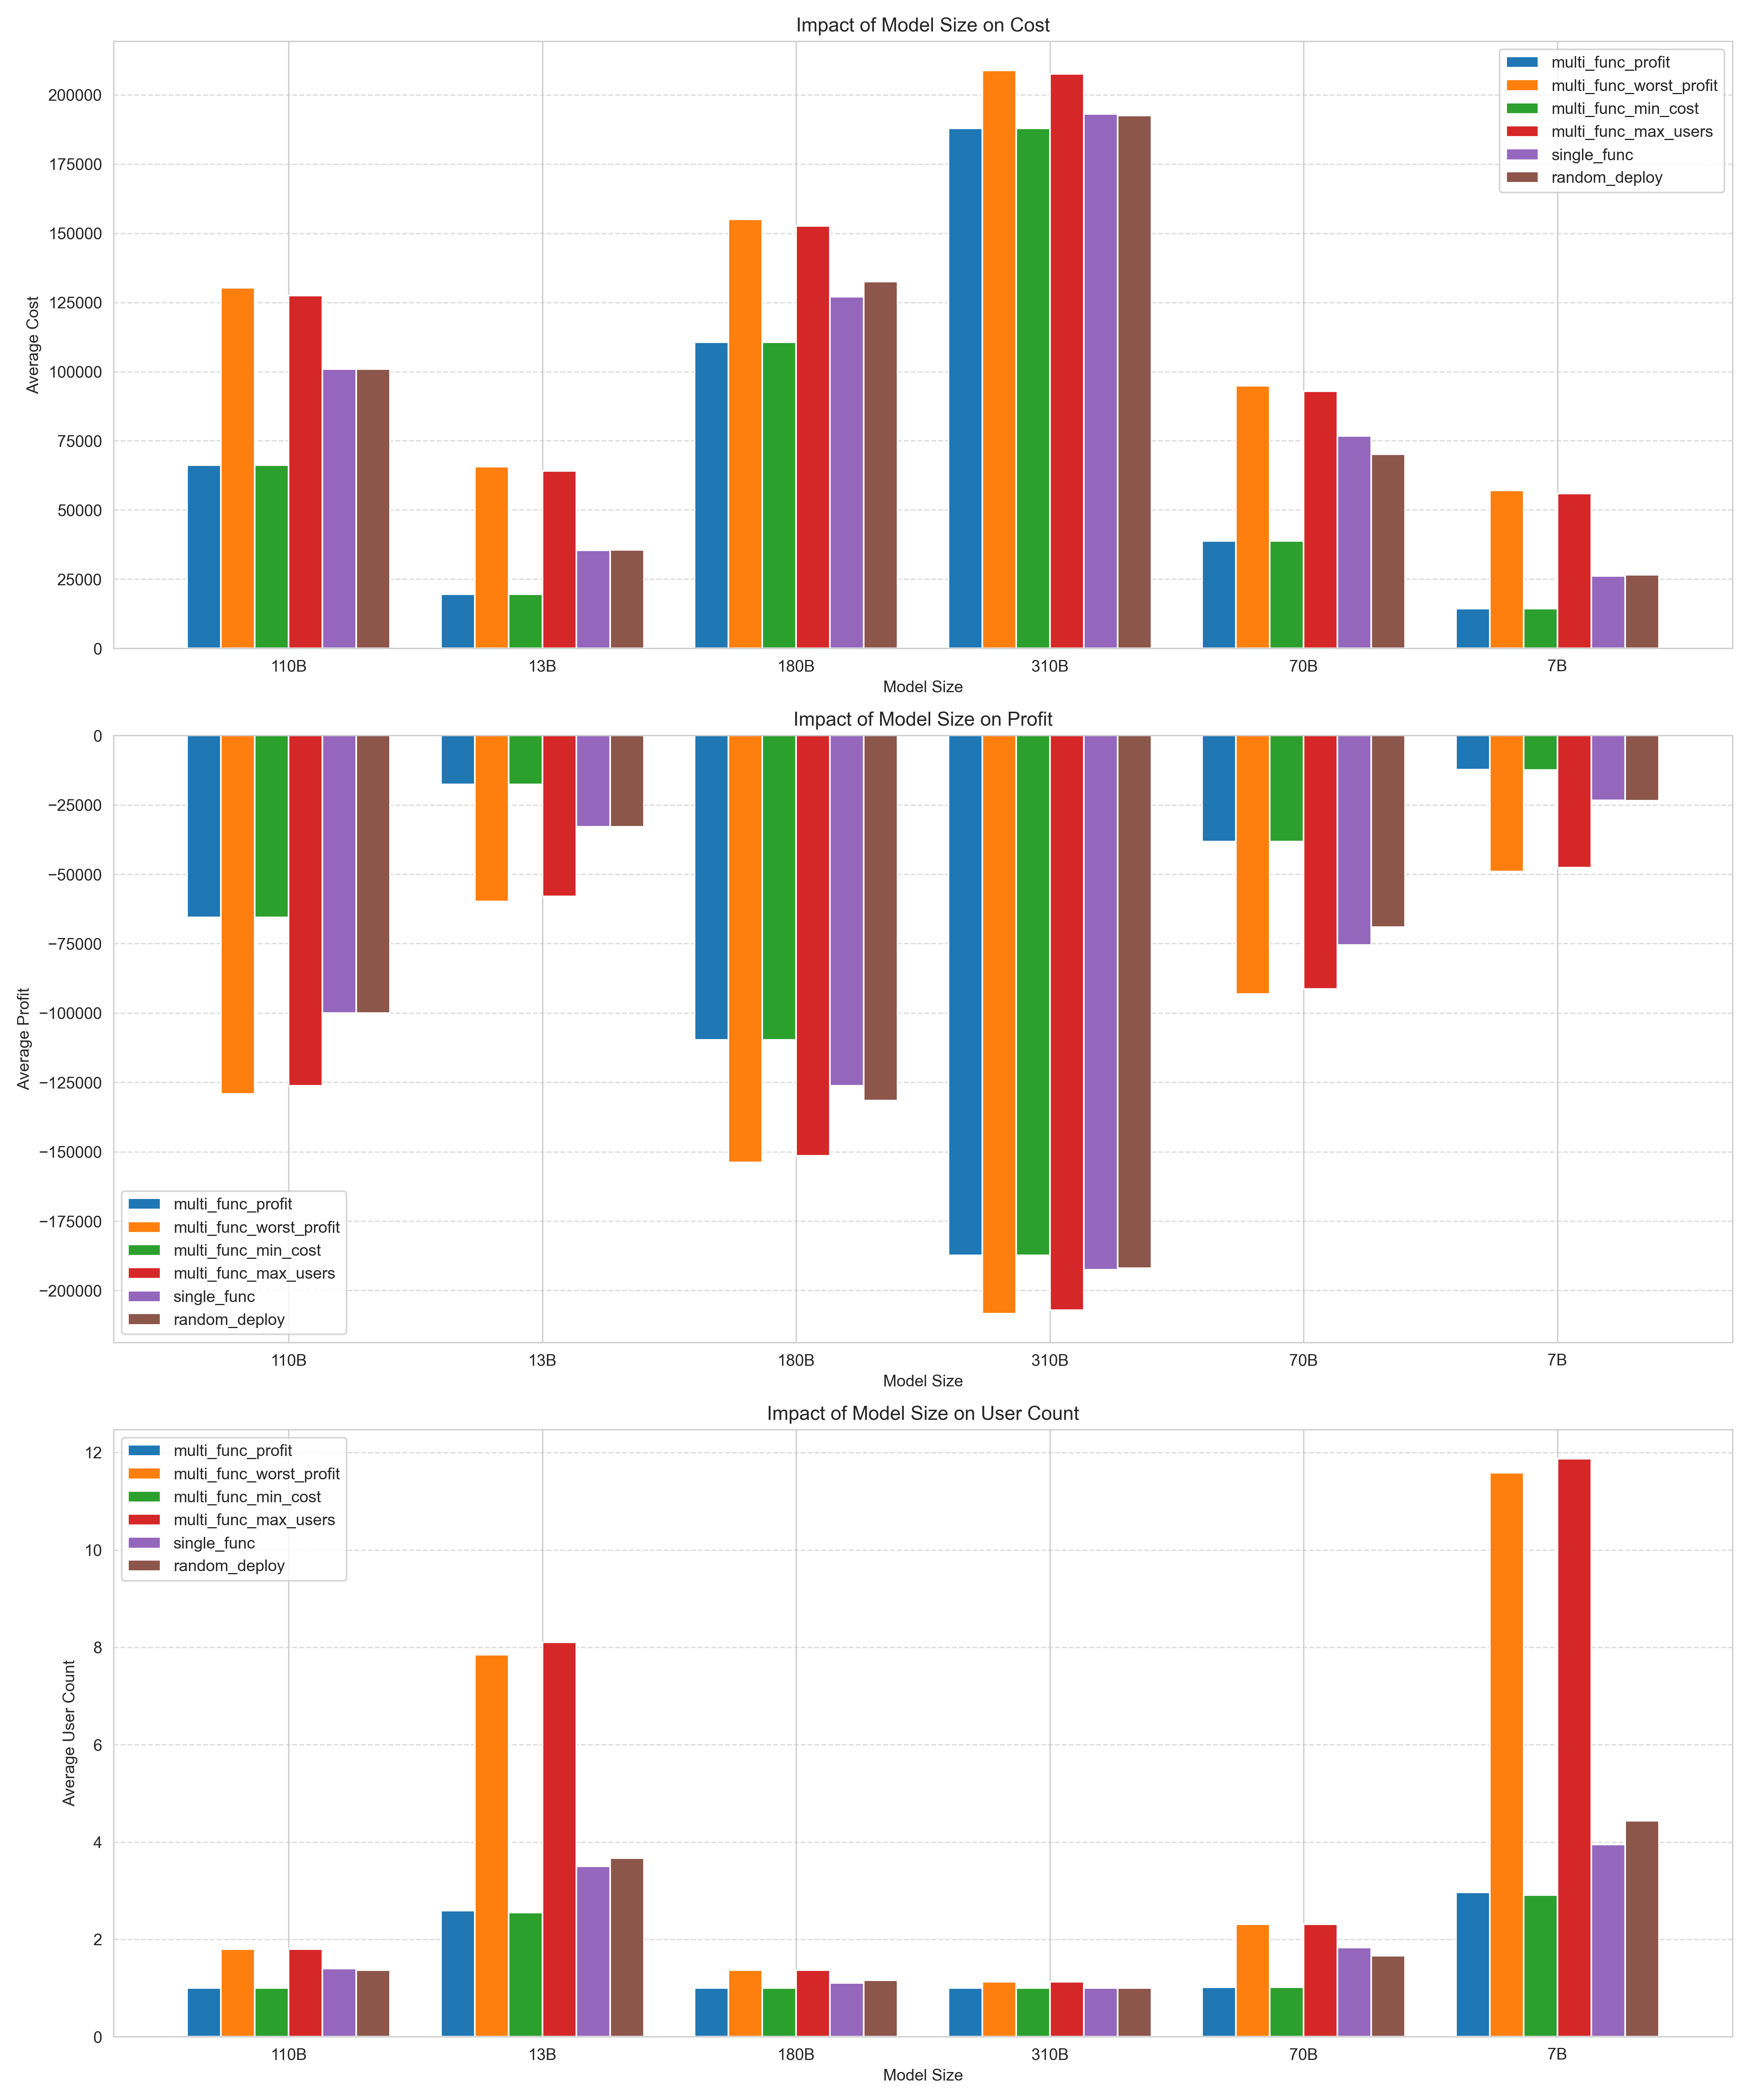 Impact of Model Size on Cost
Average Cost
200000
175000
150000
125000
100000
75000
50000
25000
0
multi_func_profit
multi_func_worst_profit
multi_func_min_cost
multi_func_max_users
single_func
random_deploy
110B 13B 180B 310B 70B 7B
Model Size
Impact of Model Size on Profit
Average Profit
0
−25000
−50000
−75000
−100000
−125000
−150000
−175000
−200000
multi_func_profit
multi_func_worst_profit
multi_func_min_cost
multi_func_max_users
single_func
random_deploy
110B 13B 180B 310B 70B 7B
Model Size
Impact of Model Size on User Count
Average User Count
12
10
8
6
4
2
0
multi_func_profit
multi_func_worst_profit
multi_func_min_cost
multi_func_max_users
single_func
random_deploy
110B 13B 180B 310B 70B 7B
Model Size